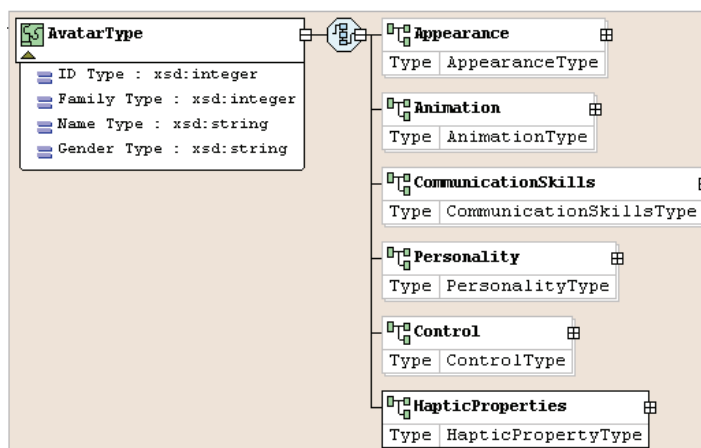 AvatarType
ID Type : xsd:integer
Family Type : xsd:integer
Name Type : xsd:string
Gender Type : xsd:string
Appearance
Type AppearanceType
Animation
Type AnimationType
CommunicationSkills
Type CommunicationSkillsType
Personality
Type PersonalityType
Control
Type ControlType
HapticProperties
Type HapticPropertyType